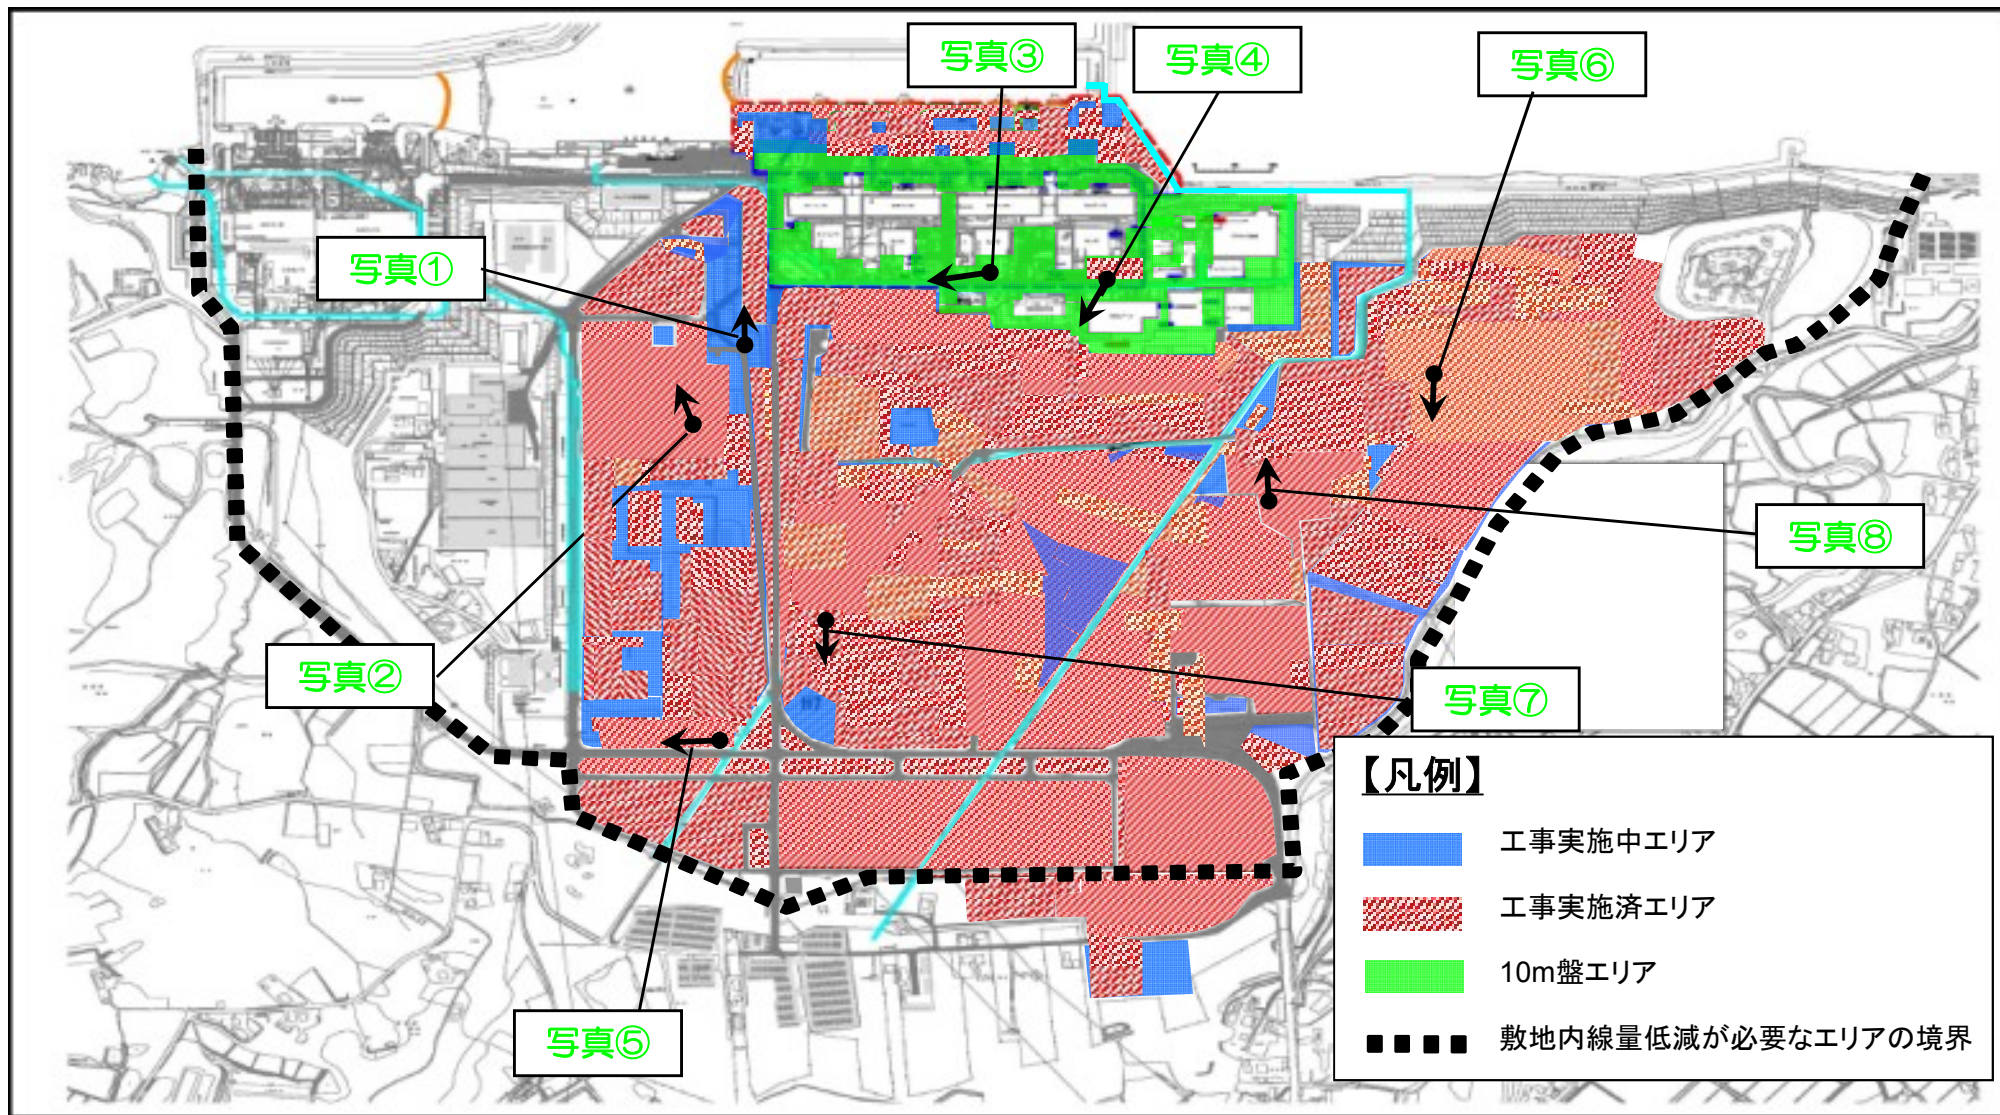 写真③
写真④
写真⑥
写真①
写真⑧
写真②
写真⑦
写真⑤
H7
【凡例】
工事実施中エリア
工事実施済エリア
10m盤エリア
敷地内線量低減が必要なエリアの境界